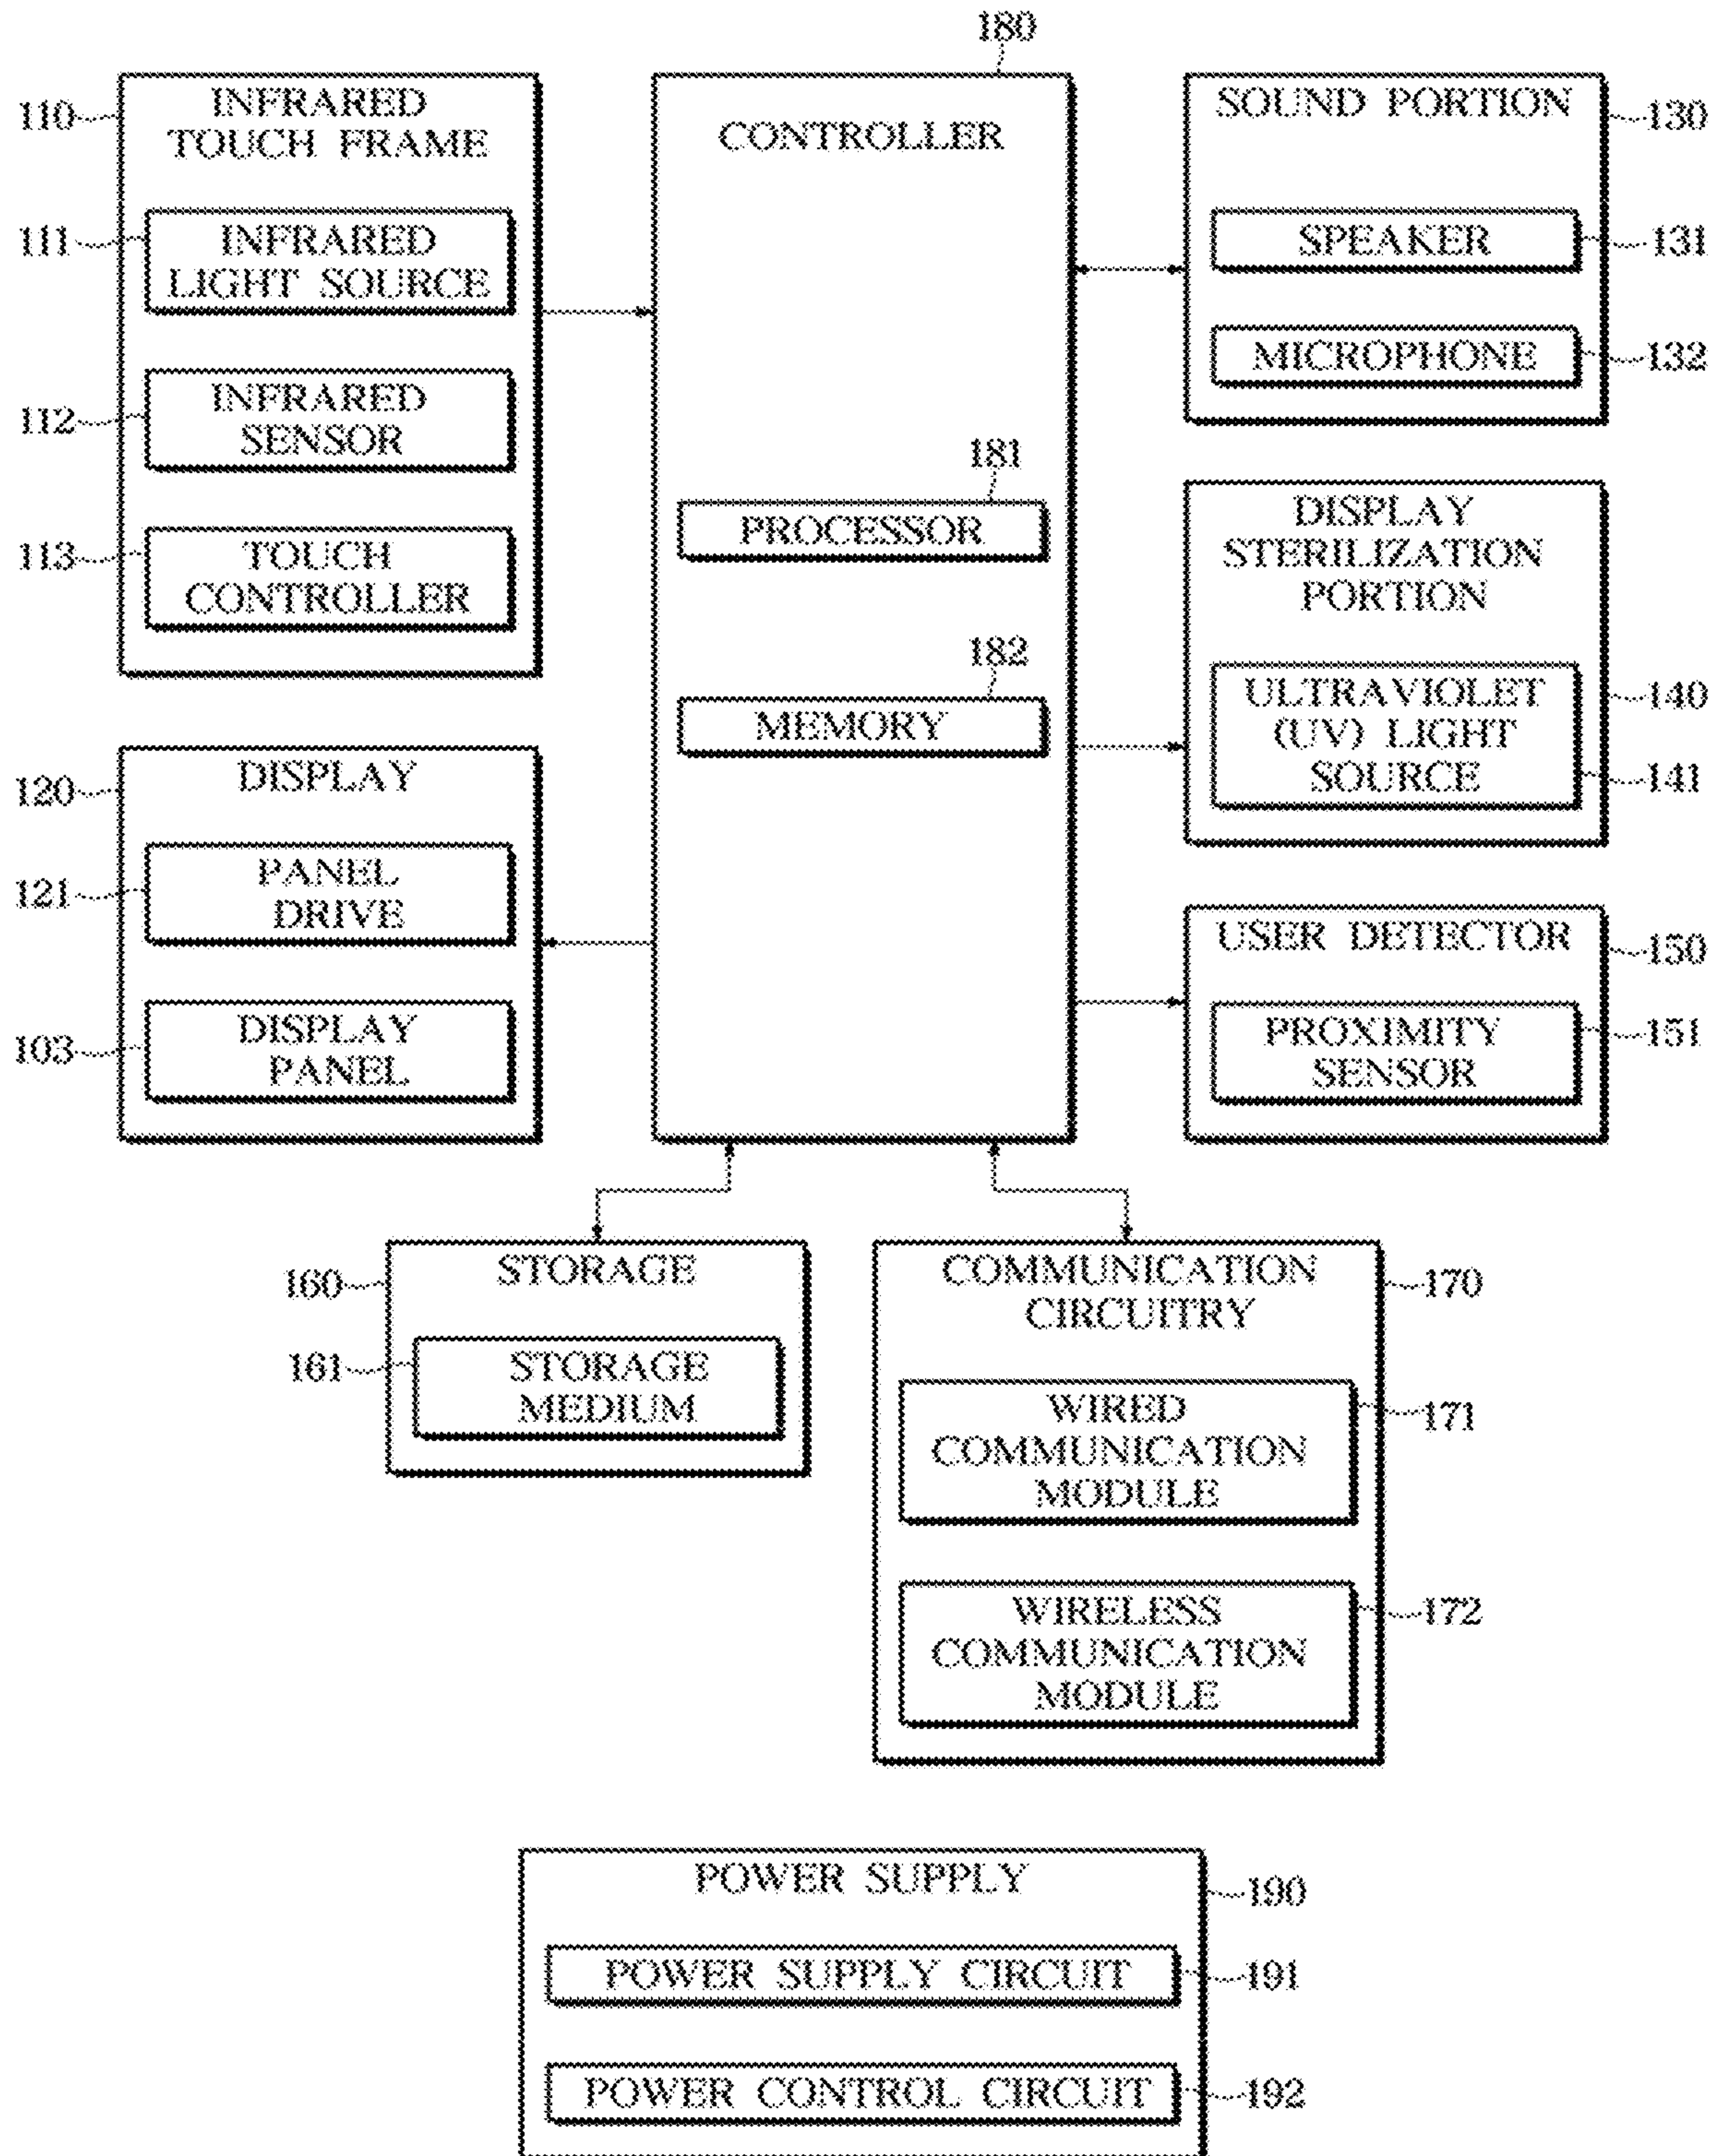 180
110
INFRARED
TOUCH FRAME
111
INFRARED
LIGHT SOURCE
112
INFRARED
SENSOR
113
TOUCH
CONTROLLER
120
DISPLAY
121
PANEL
DRIVE
103
DISPLAY
PANEL
CONTROLLER
181
PROCESSOR
182
MEMORY
SOUND PORTION
130
SPEAKER
131
MICROPHONE
132
DISPLAY
STERILIZATION
PORTION
140
ULTRAVIOLET
(UV) LIGHT
SOURCE
141
USER DETECTOR
150
PROXIMITY
SENSOR
151
160
STORAGE
161
STORAGE
MEDIUM
COMMUNICATION
CIRCUITRY
170
WIRED
COMMUNICATION
MODULE
171
WIRELESS
COMMUNICATION
MODULE
172
POWER SUPPLY
190
POWER SUPPLY CIRCUIT
191
POWER CONTROL CIRCUIT
192